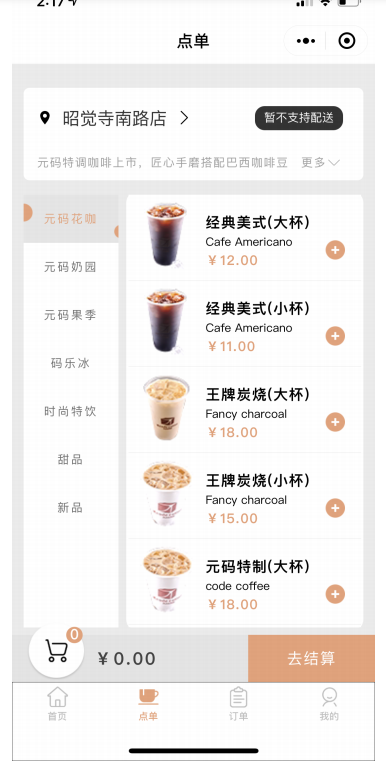 2:17
点单
昭觉寺南路店
暂不支持配送
元码特调咖啡上市，匠心手磨搭配巴西咖啡豆 更多
元码花咖
元码奶园
元码果季
码乐冰
时尚特饮
甜品
新品
经典美式(大杯)
Cafe Americano
￥12.00
经典美式(小杯)
Cafe Americano
￥11.00
王牌炭烧(大杯)
Fancy charcoal
￥18.00
王牌炭烧(小杯)
Fancy charcoal
￥15.00
元码特制(大杯)
code coffee
￥18.00
0
￥0.00
去结算
首页
点单
订单
我的